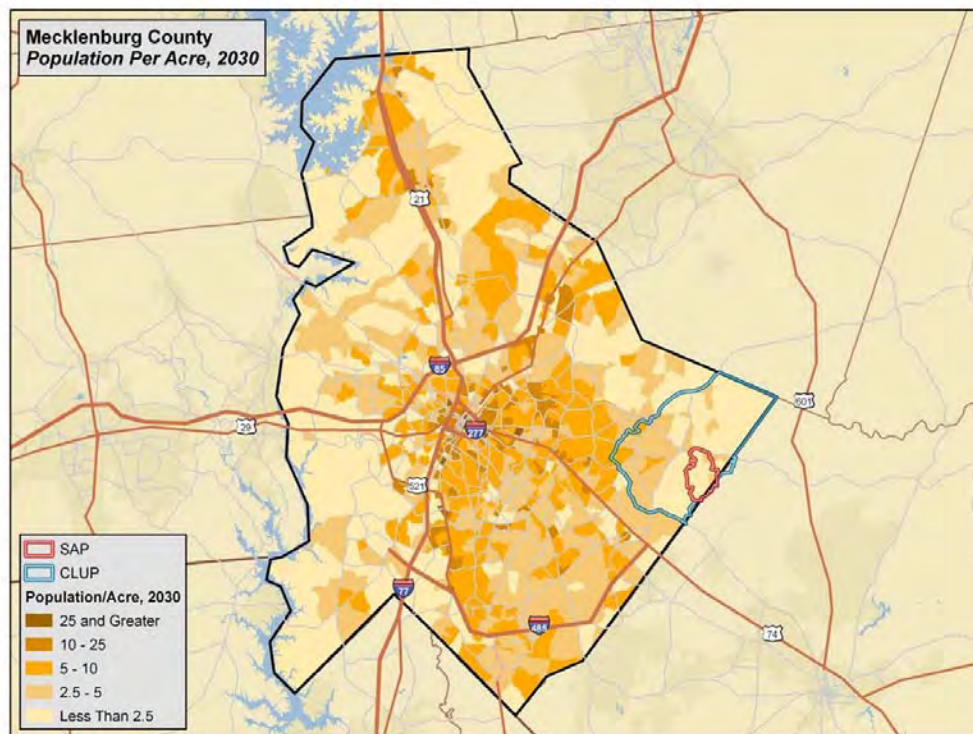 Mecklenburg County
Population Per Acre, 2030
21
85
601
29
277
521
77
485
74
SAP
CLUP
Population/Acre, 2030
25 and Greater
10 - 25
5 - 10
2.5 - 5
Less Than 2.5